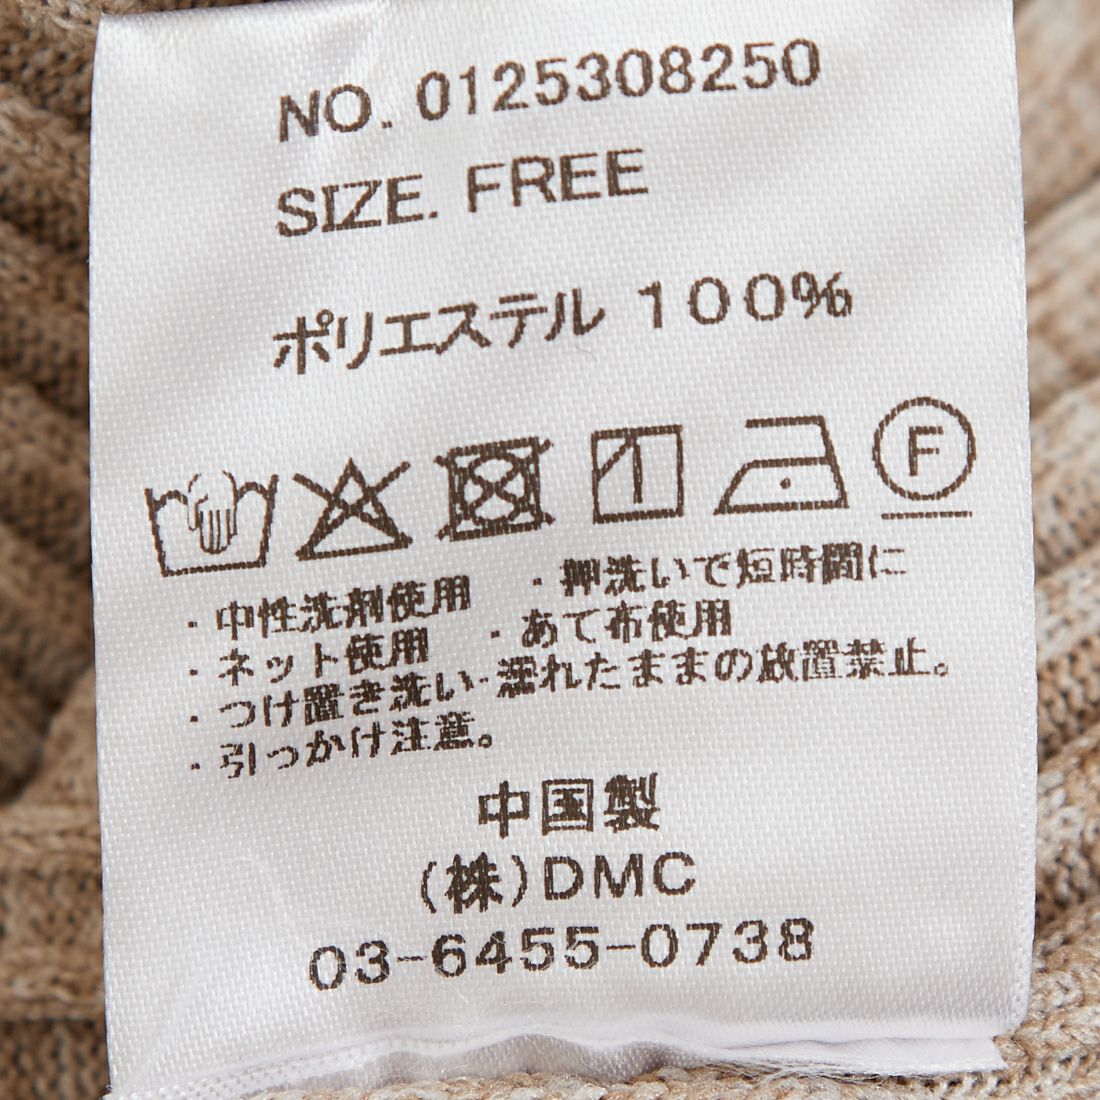 NO. 0125308250
SIZE. FREE
ポリエステル 100%
F
・中性洗剤使用 ・押洗いで短時間に
・ネット使用 ・あて布使用
・つけ置き洗い・濡れたままの放置禁止。
・引っかけ注意。
中国製
(株)DMC
03-6455-0738